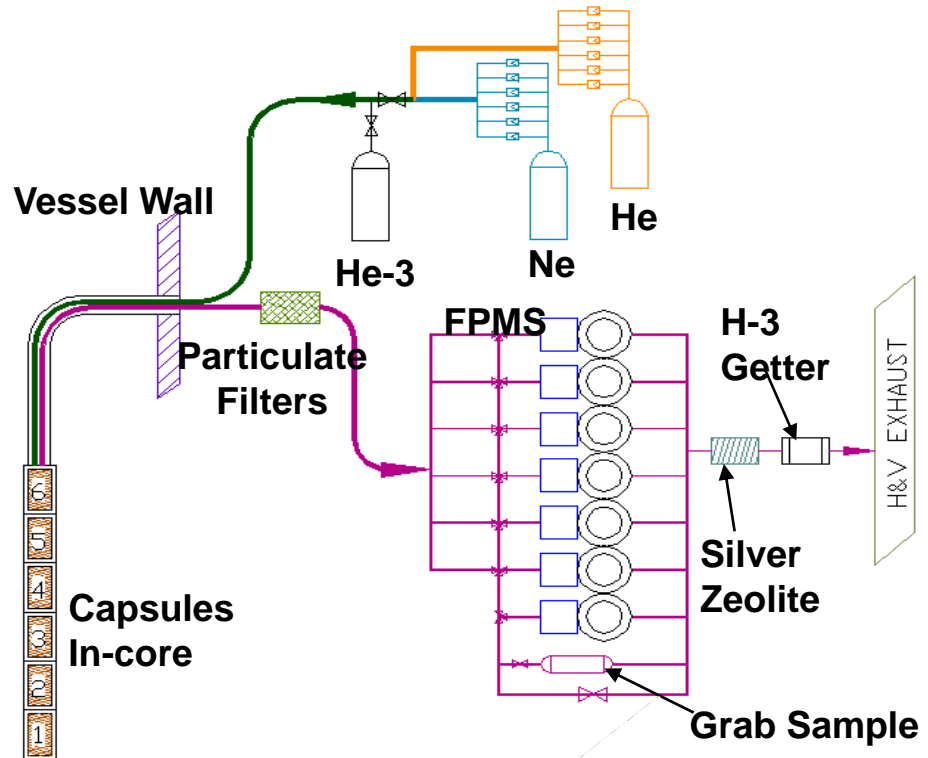 He
Ne
He-3
Vessel Wall
Particulate
Filters
FPMS
H-3
Getter
H&V EXHAUST
Silver
Zeolite
Grab Sample
Capsules
In-core
6
5
4
3
2
1